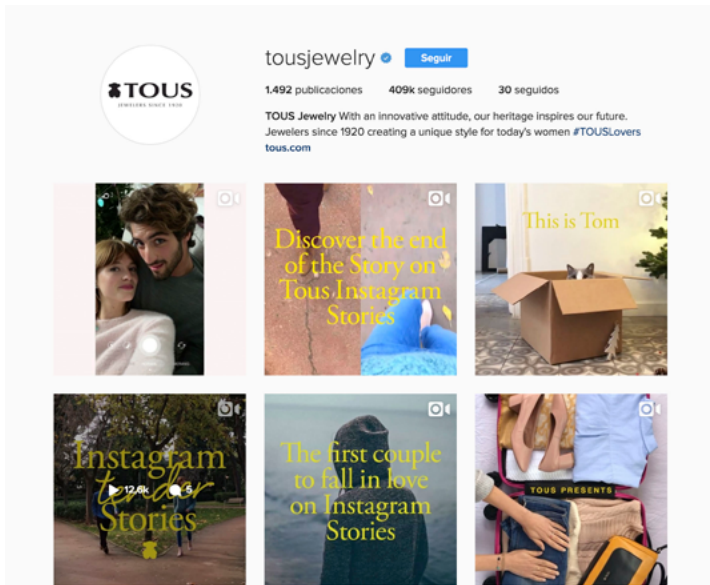 TOUS
JEWELERS SINCE 1920
tousjewelry Seguir
1.492 publicaciones 409k seguidores 30 seguidos
TOUS Jewelry With an innovative attitude, our heritage inspires our future.
Jewelers since 1920 creating a unique style for today's women #TOUSLovers
tous.com
Discover the end
of the Story on
Tous Instagram
Stories
This is Tom
Instagram
tender
12,6k 5
Stories
The first couple
to fall in love
on Instagram
Stories
TOUS PRESENTS